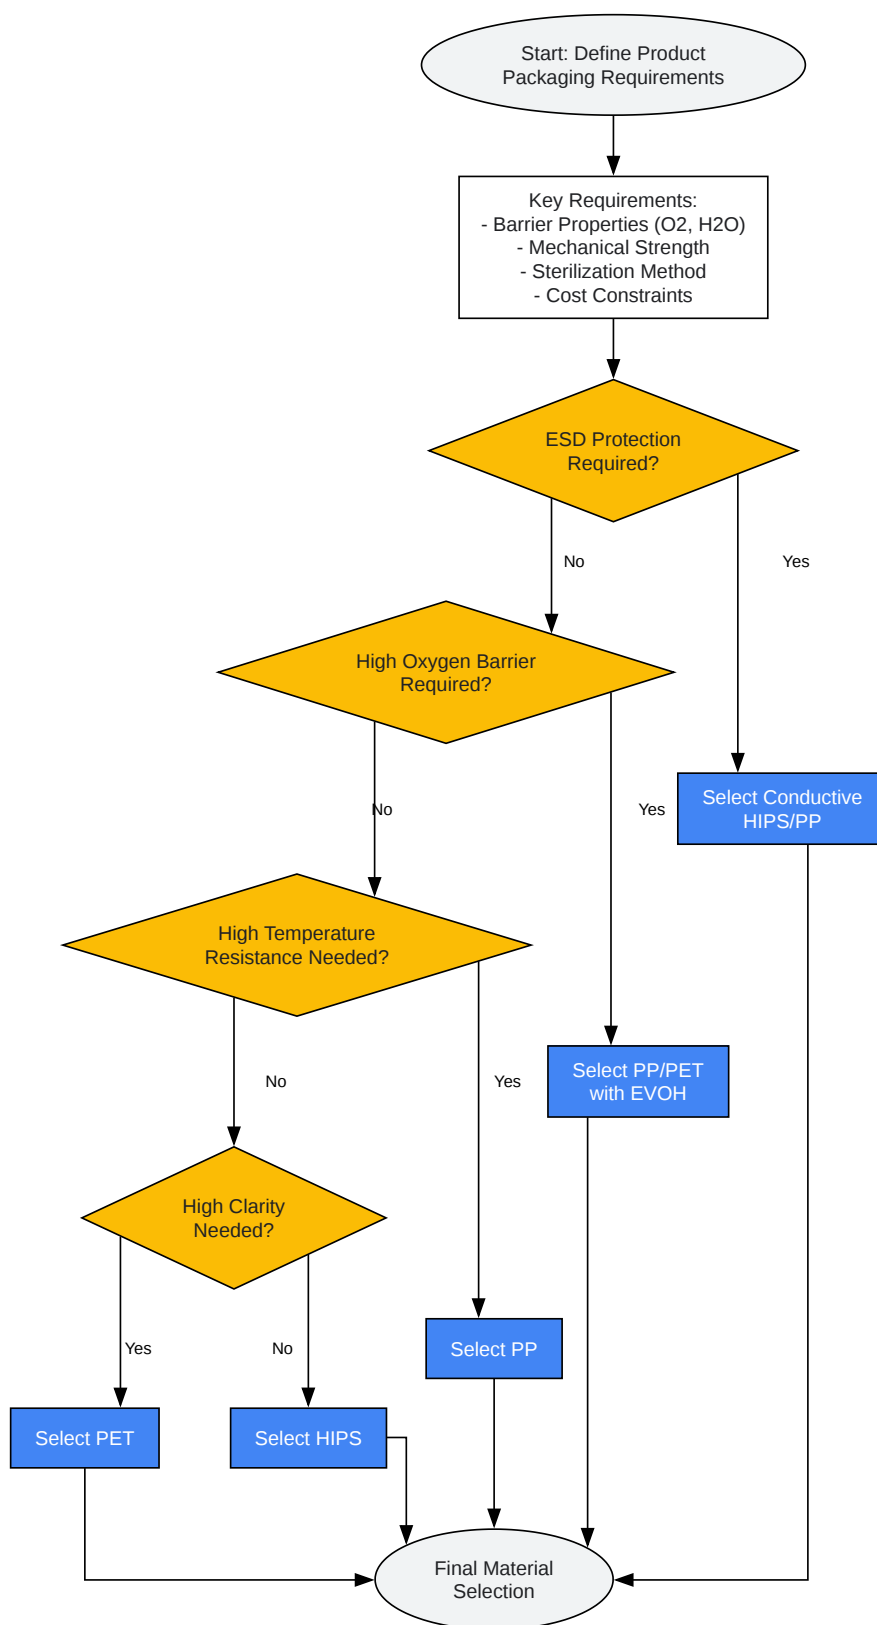 Start: Define Product
Packaging Requirements
Key Requirements:
- Barrier Properties (O2, H2O)
- Mechanical Strength
- Sterilization Method
- Cost Constraints
ESD Protection
Required?
No
Yes
High Oxygen Barrier
Required?
No
Yes
Select Conductive
HIPS/PP
High Temperature
Resistance Needed?
No
Yes
Select PP/PET
with EVOH
High Clarity
Needed?
Yes
No
Select PP
Select PET
Select HIPS
Final Material
Selection